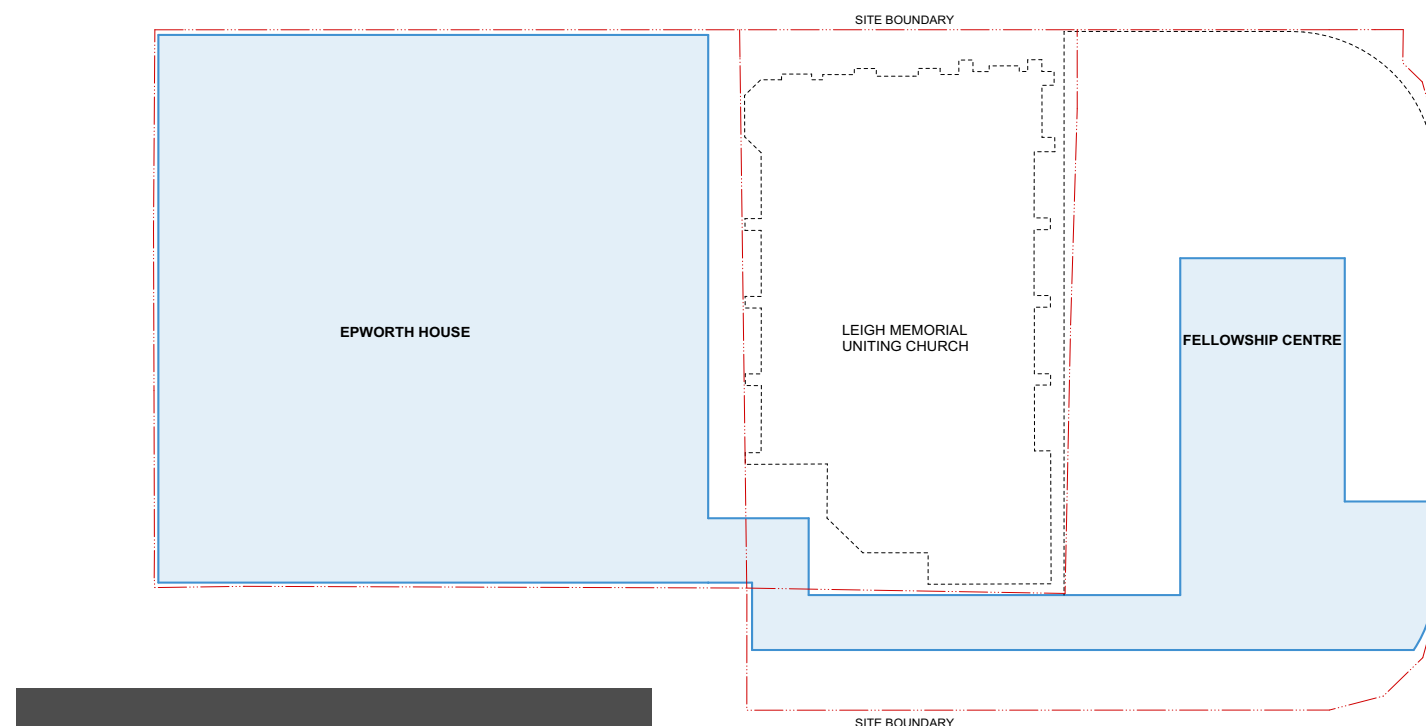 SITE BOUNDARY
EPWORTH HOUSE
LEIGH MEMORIAL
UNITING CHURCH
FELLOWSHIP CENTRE
SITE BOUNDARY